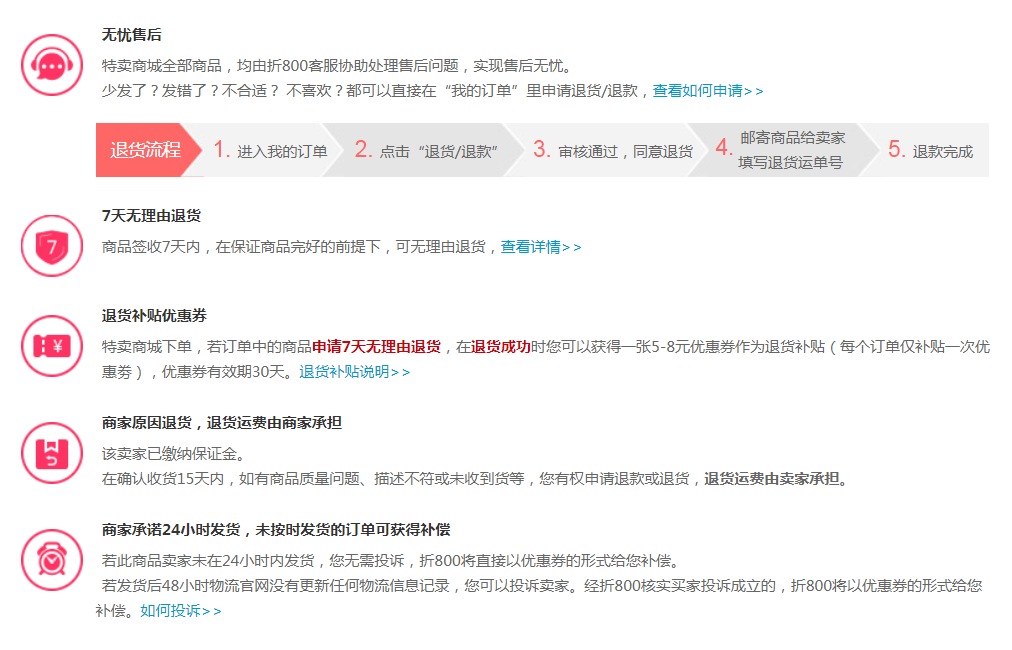 无忧售后
特卖商城全部商品，均由折800客服协助处理售后问题，实现售后无忧。
少发了？发错了？不合适？ 不喜欢？都可以直接在“我的订单”里申请退货/退款，查看如何申请>>
退货流程
1. 进入我的订单
2. 点击“退货/退款”
3. 审核通过，同意退货
4. 邮寄商品给卖家
填写退货运单号
5. 退款完成
7天无理由退货
7
商品签收7天内，在保证商品完好的前提下，可无理由退货，查看详情>>
退货补贴优惠券
¥
特卖商城下单，若订单中的商品申请7天无理由退货，在退货成功时您可以获得一张5-8元优惠券作为退货补贴（每个订单仅补贴一次优
惠劵），优惠券有效期30天。退货补贴说明>>
商家原因退货，退货运费由商家承担
该卖家已缴纳保证金。
在确认收货15天内，如有商品质量问题、描述不符或未收到货等，您有权申请退款或退货，退货运费由卖家承担。
商家承诺24小时发货，未按时发货的订单可获得补偿
若此商品卖家未在24小时内发货，您无需投诉，折800将直接以优惠券的形式给您补偿。
若发货后48小时物流官网没有更新任何物流信息记录，您可以投诉卖家。经折800核实买家投诉成立的，折800将以优惠券的形式给您
补偿。如何投诉>>